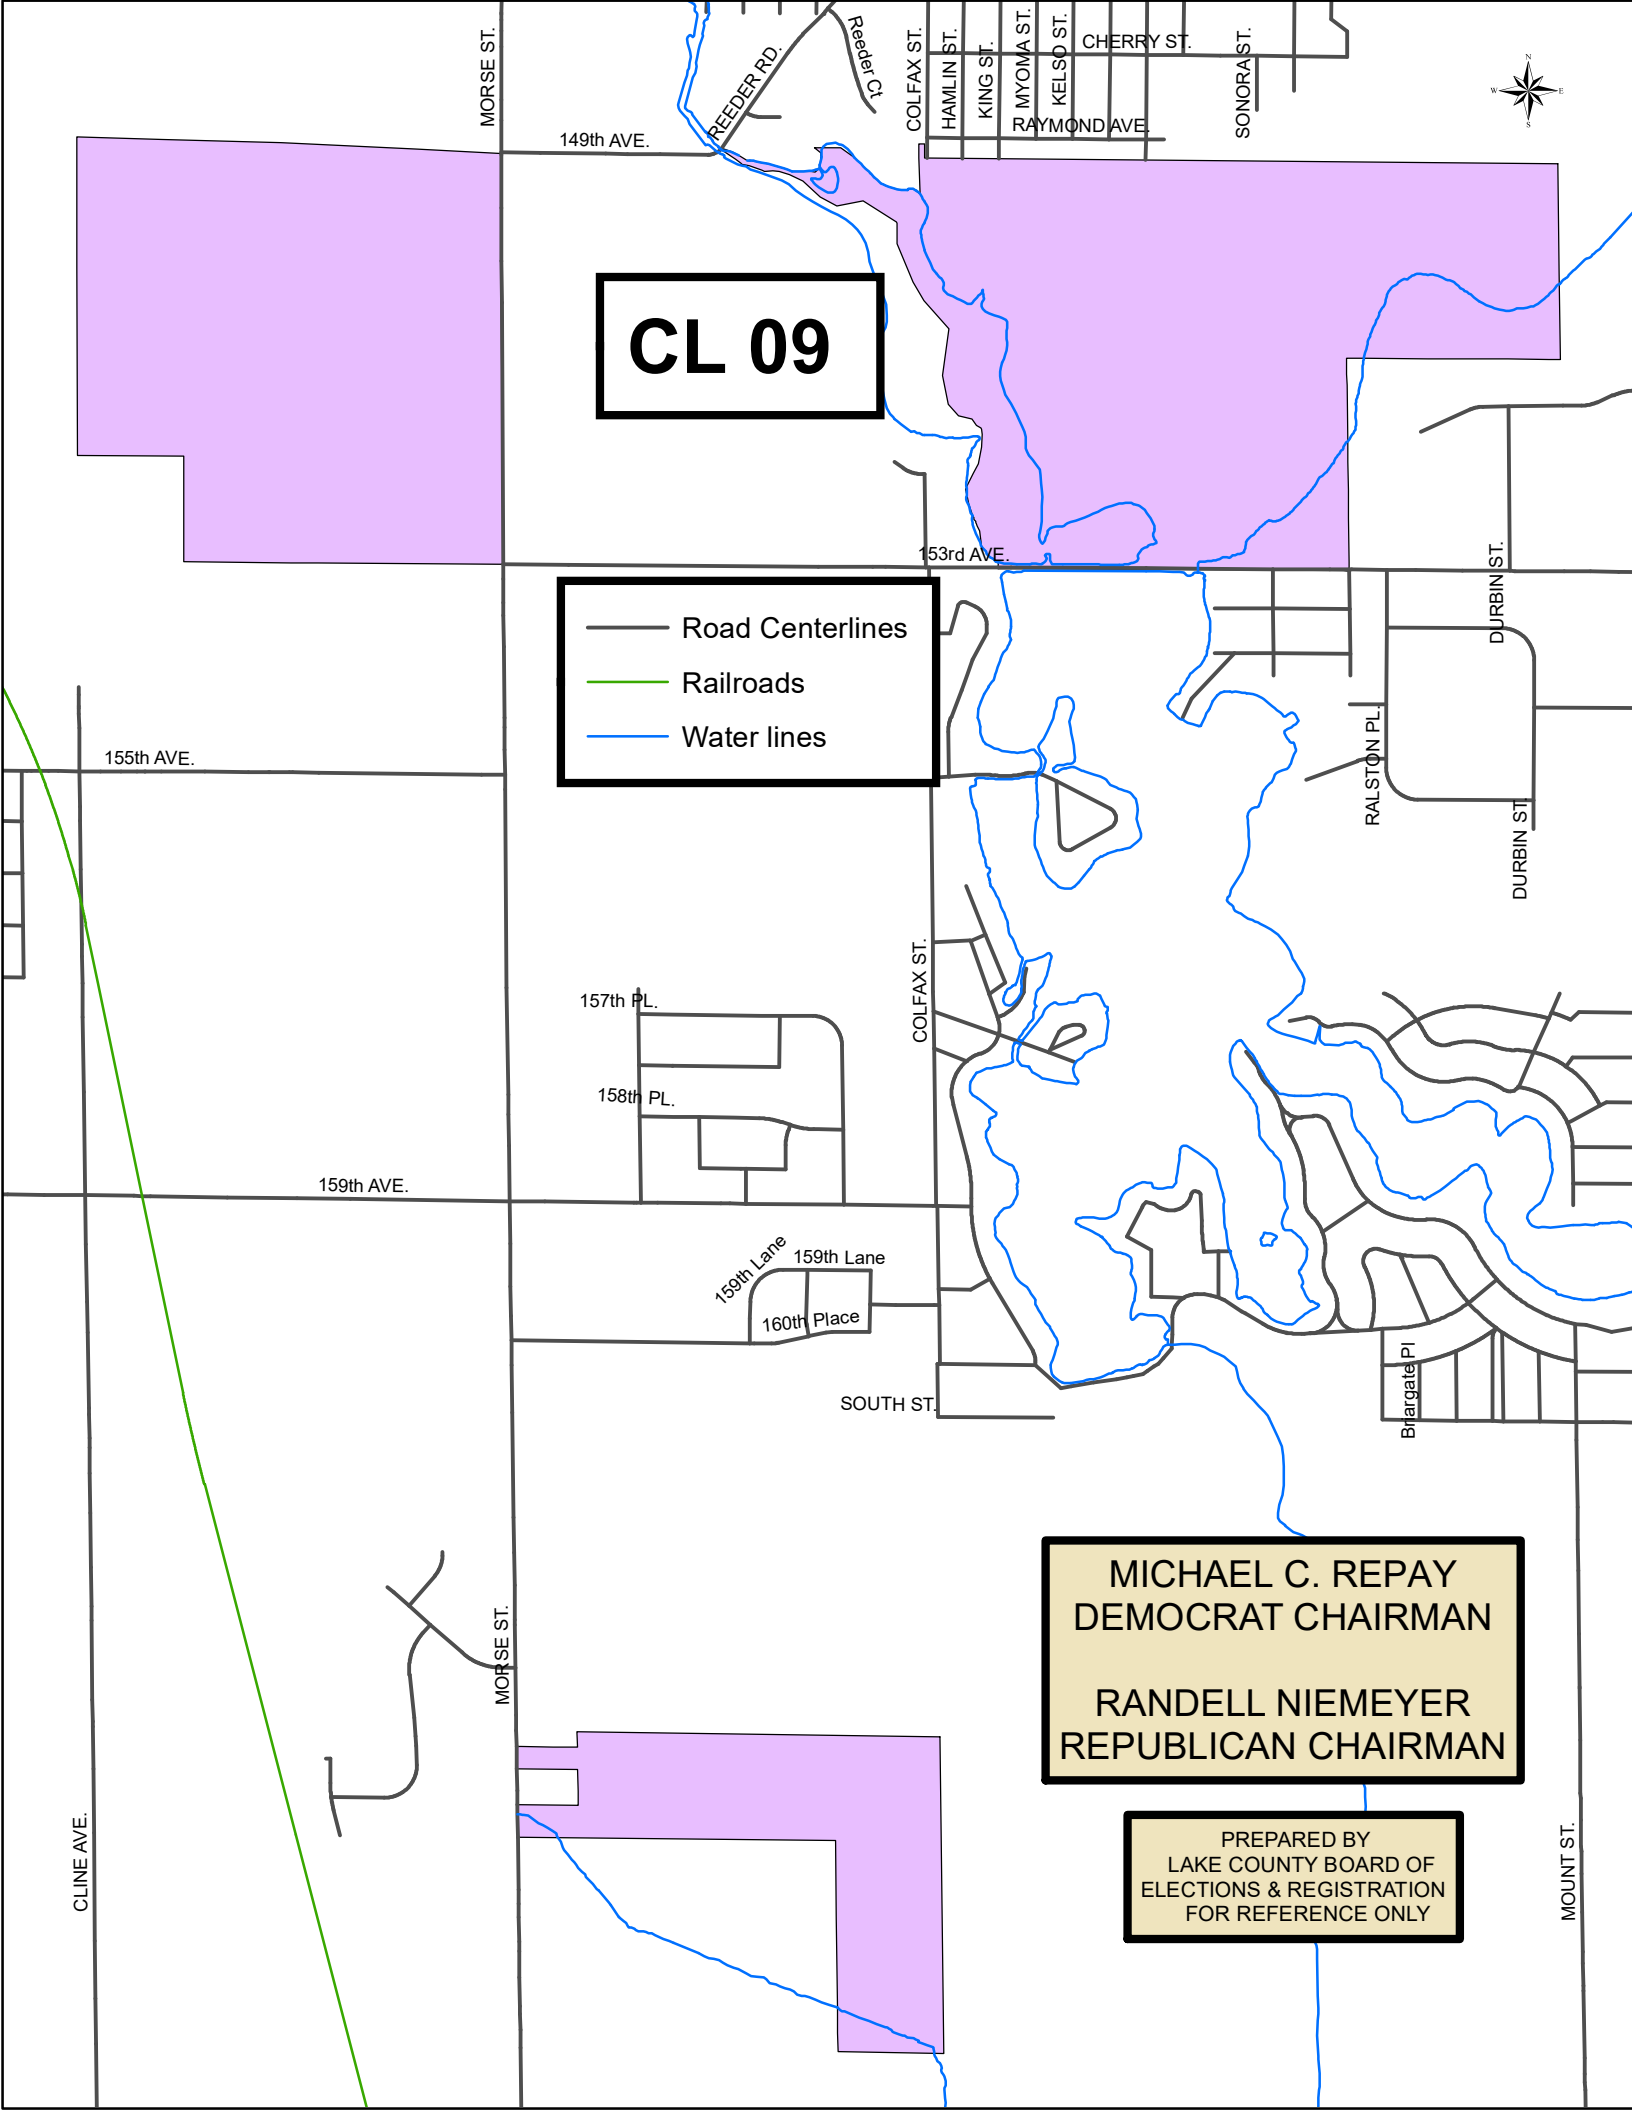 MORSE ST.
REEDER RD.
Reeder Ct
COLFAX ST.
HAMLIN ST.
KING ST.
MYOMA ST.
KELSO ST.
CHERRY ST.
SONORA ST.
N
W
E
S
149th AVE.
RAYMOND AVE.
CL 09
153rd AVE.
DURBIN ST.
Road Centerlines
Railroads
Water lines
155th AVE.
RALSTON PL.
DURBIN ST.
COLFAX ST.
157th PL.
158th PL.
159th AVE.
159th Lane
159th Lane
160th Place
SOUTH ST.
Briargate Pl
MICHAEL C. REPAY
DEMOCRAT CHAIRMAN
RANDELL NIEMEYER
REPUBLICAN CHAIRMAN
MORSE ST.
CLINE AVE.
PREPARED BY
LAKE COUNTY BOARD OF
ELECTIONS & REGISTRATION
FOR REFERENCE ONLY
MOUNT ST.